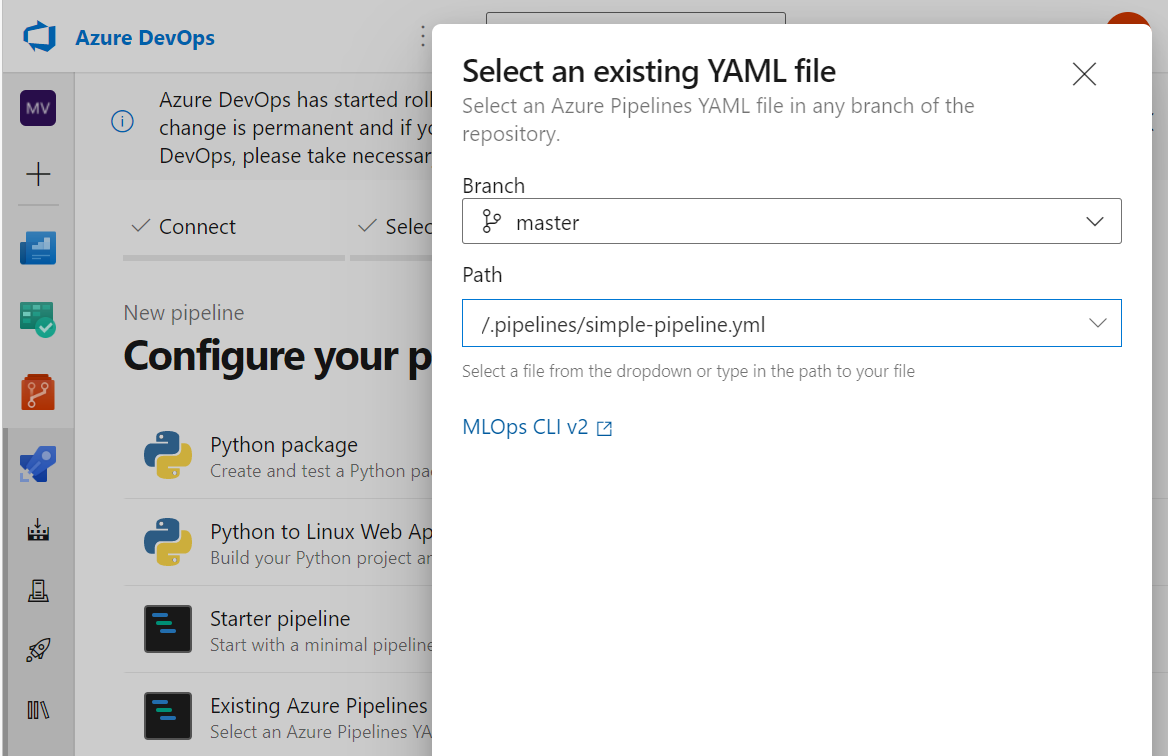 Azure DevOps
MV
Azure DevOps has started roll
change is permanent and if yo
DevOps, please take necessar
Connect
Selec
New pipeline
Configure your p
Python package
Create and test a Python pac
Python to Linux Web Ap
Build your Python project an
Starter pipeline
Start with a minimal pipeline
Existing Azure Pipelines
Select an Azure Pipelines YA
Select an existing YAML file
Select an Azure Pipelines YAML file in any branch of the
repository.
Branch
master
Path
/.pipelines/simple-pipeline.yml
Select a file from the dropdown or type in the path to your file
MLOps CLI v2